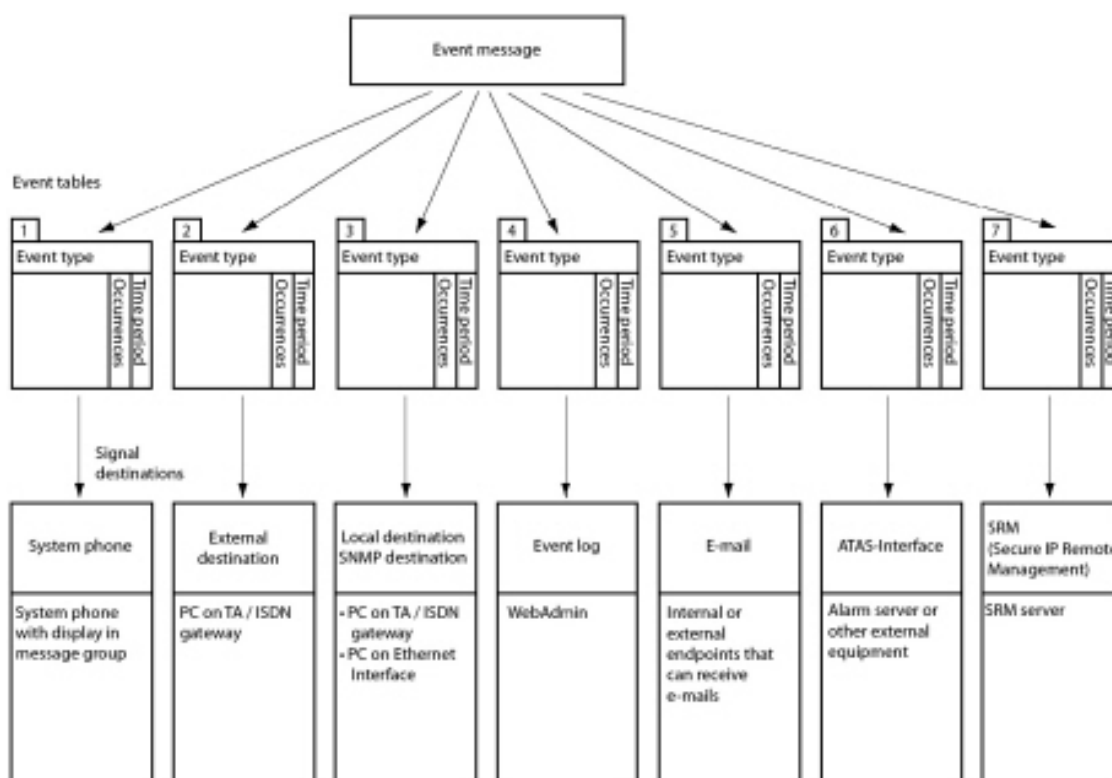 Event message
Event tables
1
Event type
Occurrences
Time period
2
Event type
Occurrences
Time period
3
Event type
Occurrences
Time period
4
Event type
Occurrences
Time period
5
Event type
Occurrences
Time period
6
Event type
Occurrences
Time period
7
Event type
Occurrences
Time period
Signal
destinations
System phone
System phone
with display in
message group
External
destination
PC on TA / ISDN
gateway
Local destination
SNMP destination
• PC on TA / ISDN
gateway
• PC on Ethernet
Interface
Event log
WebAdmin
E-mail
Internal or
external
endpoints that
can receive
e-mails
ATAS-Interface
Alarm server or
other external
equipment
SRM
(Secure IP Remote
Management)
SRM server